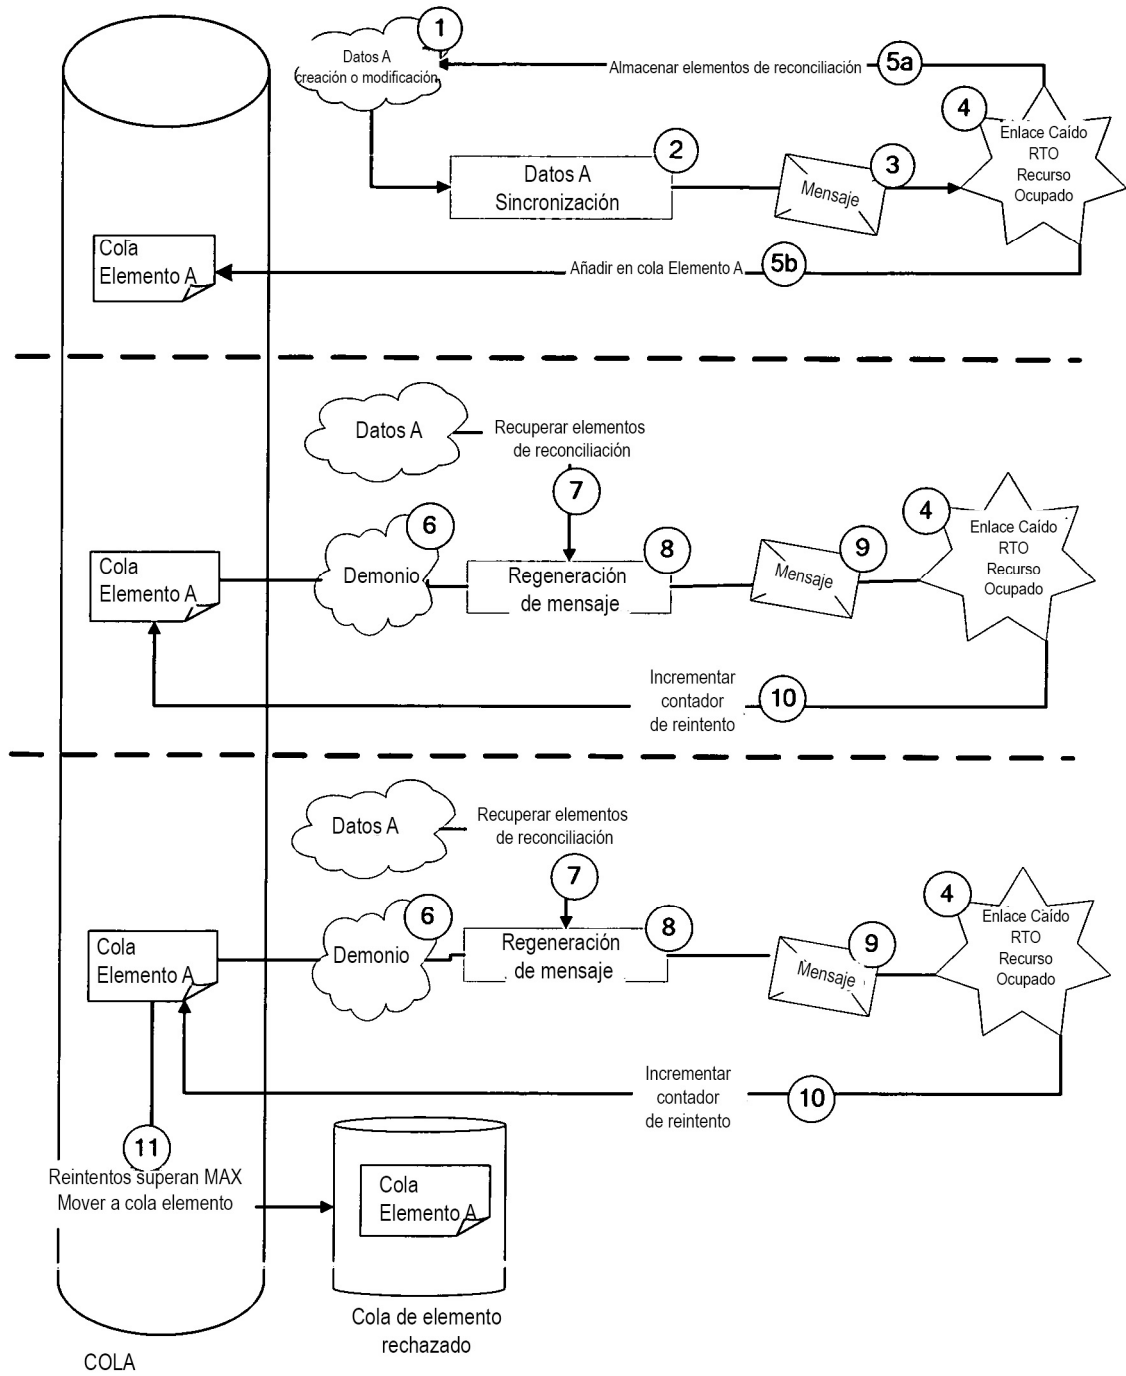 1
Datos A
creación o modificación
Almacenar elementos de reconciliación
5a
4
Enlace Caído
RTO
Recurso
Ocupado
2
Datos A
Sincronización
3
Mensaje
Cola
Elemento A
Añadir en cola Elemento A
5b
Datos A
Recuperar elementos
de reconciliación
7
6
Demonio
8
Regeneración
de mensaje
9
Mensaje
4
Enlace Caído
RTO
Recurso
Ocupado
Cola
Elemento A
Incrementar
contador
de reintento
10
Datos A
Recuperar elementos
de reconciliación
7
6
Demonio
8
Regeneración
de mensaje
9
Mensaje
4
Enlace Caído
RTO
Recurso
Ocupado
Cola
Elemento A
Incrementar
contador
de reintento
10
11
Reintentos superan MAX
Mover a cola elemento
Cola
Elemento A
Cola de elemento
rechazado
COLA